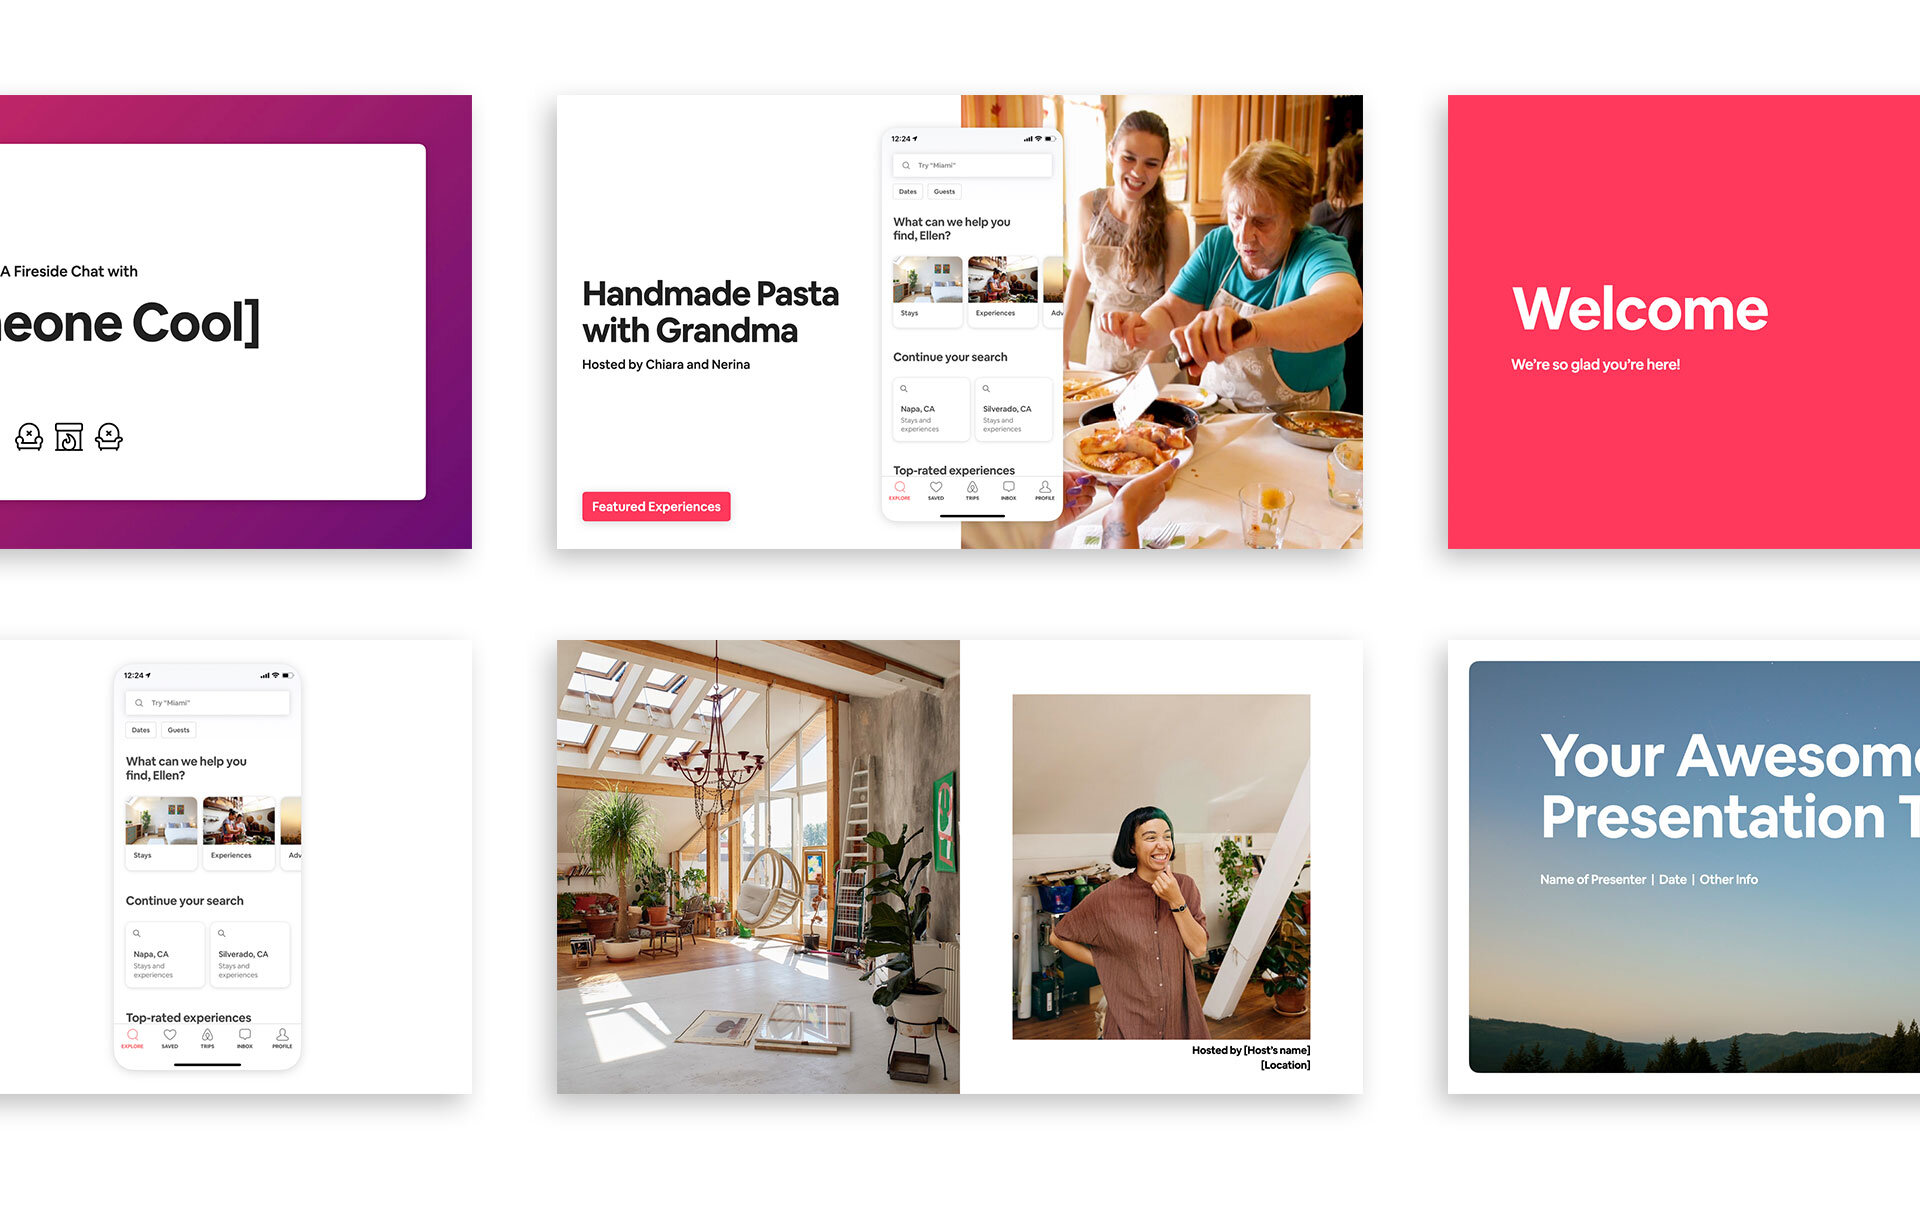 A Fireside Chat with
eone Cool]
Handmade Pasta
with Grandma
Hosted by Chiara and Nerina
Featured Experiences
12:24
Try "Miami"
Dates
Guests
What can we help you
find, Ellen?
Stays
Experiences
Adv
Continue your search
Napa, CA
Stays and
experiences
Silverado, CA
Stays and
experiences
Top-rated experiences
EXPLORE
SAVED
TRIPS
INBOX
PROFILE
Welcome
We're so glad you're here!
12:24
Try "Miami"
Dates
Guests
What can we help you
find, Ellen?
Stays
Experiences
Adv
Continue your search
Napa, CA
Stays and
experiences
Silverado, CA
Stays and
experiences
Top-rated experiences
EXPLORE
SAVED
TRIPS
INBOX
PROFILE
Hosted by [Host's name]
[Location]
Your Awesome
Presentation T
Name of Presenter | Date | Other Info